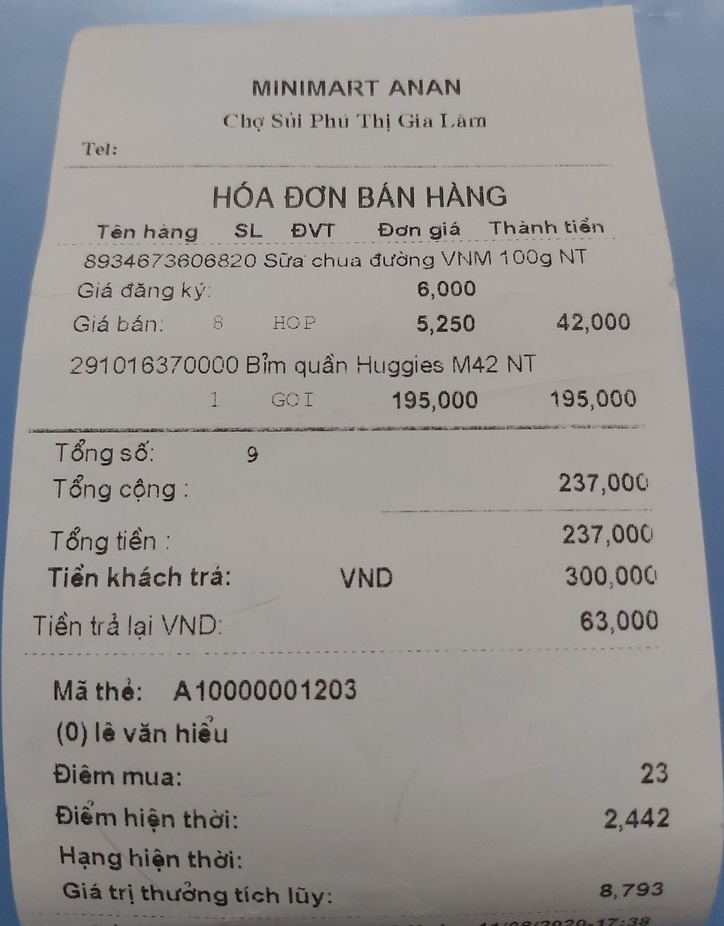 MINIMART ANAN
Chợ Sủi Phú Thị Gia Lâm
Tel:
HÓA ĐƠN BÁN HÀNG
Tên hàng SL ĐVT Đơn giá Thành tiền
8934673606820 Sữa chua đường VNM 100g NT
Giá đăng ký: 6,000
Giá bán: 8 HOP 5,250 42,000
291016370000 Bỉm quần Huggies M42 NT
1 GOI 195,000 195,000
Tổng số: 9
Tổng cộng : 237,000
Tổng tiền : 237,000
Tiền khách trả: VND 300,000
Tiền trả lại VND: 63,000
Mã thẻ: A10000001203
(0) lê văn hiểu
Điêm mua: 23
Điểm hiện thời: 2,442
Hạng hiện thời:
Giá trị thưởng tích lũy: 8,793
17:38